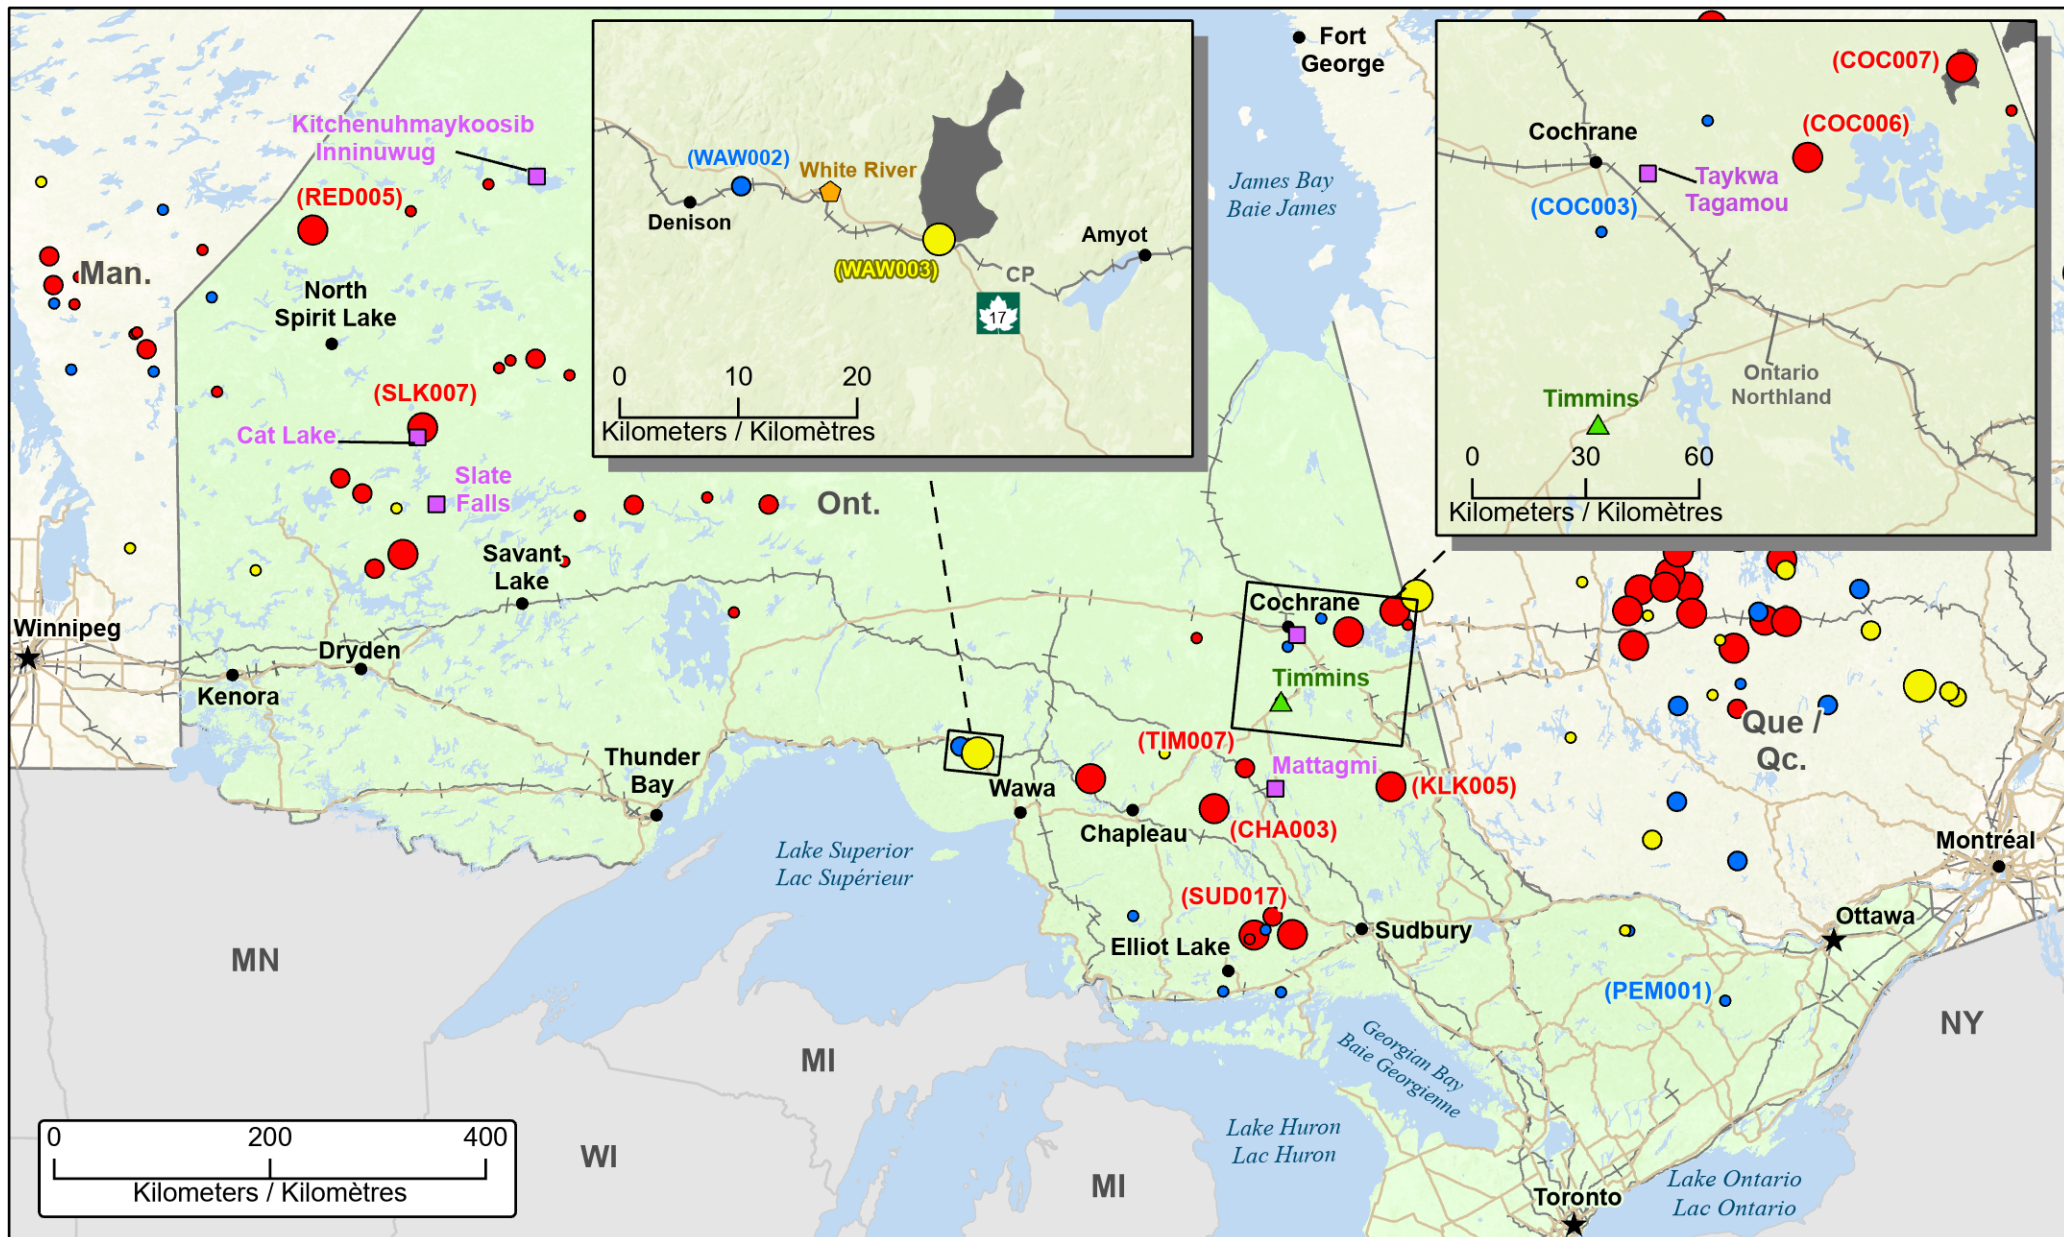 Kitchenuhmaykoosib
Inninuwug
(RED005)
Man.
North
Spirit Lake
(SLK007)
Cat Lake
Slate
Falls
Savant
Lake
Winnipeg
Kenora
Dryden
Thunder
Bay
Ont.
(WAW002)
White River
Denison
(WAW003)
Amyot
CP
17
0 10 20
Kilometers / Kilomètres
Fort
George
James Bay
Baie James
(COC007)
(COC006)
Cochrane
Taykwa
Tagamou
(COC003)
Ontario
Northland
Timmins
0 30 60
Kilometers / Kilomètres
Cochrane
Timmins
(TIM007)
Mattagmi
(KLK005)
Wawa
Chapleau
(CHA003)
(SUD017)
Elliot Lake
Sudbury
Que /
Qc.
Montréal
Ottawa
(PEM001)
Lake Superior
Lac Supérieur
Georgian Bay
Baie Georgienne
Lake Huron
Lac Huron
Lake Ontario
Lac Ontario
Toronto
MN
WI
MI
MI
NY
0 200 400
Kilometers / Kilomètres